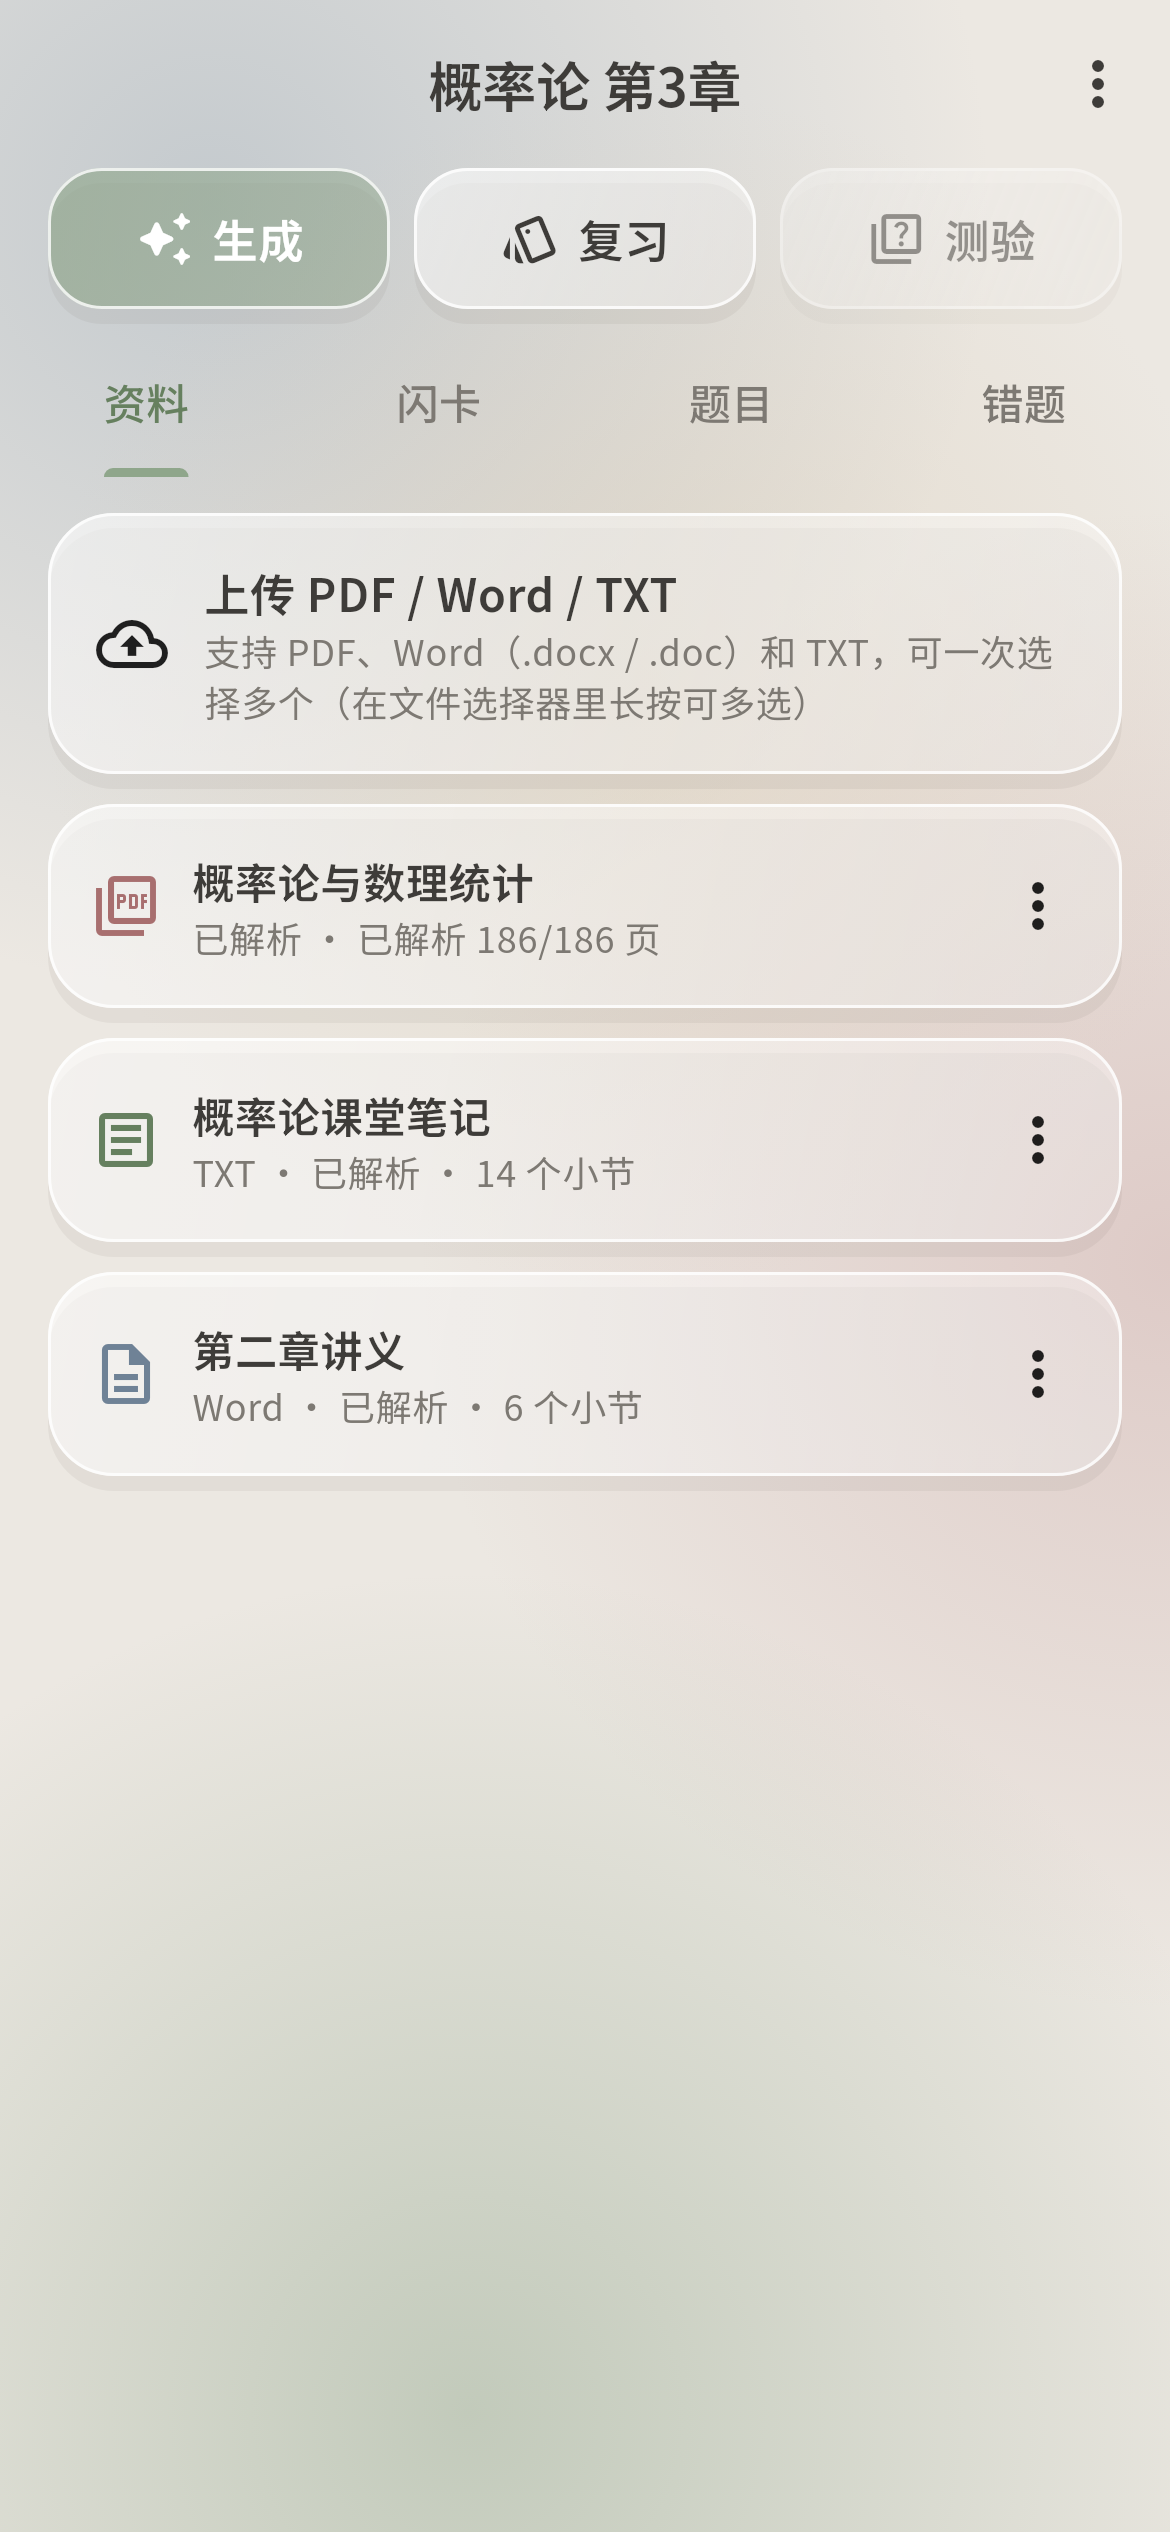 概率论 第3章
生成
复习
测验
资料
闪卡
题目
错题
上传 PDF / Word / TXT
支持 PDF、Word（.docx / .doc）和 TXT，可一次选
择多个（在文件选择器里长按可多选）
PDF
概率论与数理统计
已解析 · 已解析 186/186 页
概率论课堂笔记
TXT · 已解析 · 14 个小节
第二章讲义
Word · 已解析 · 6 个小节